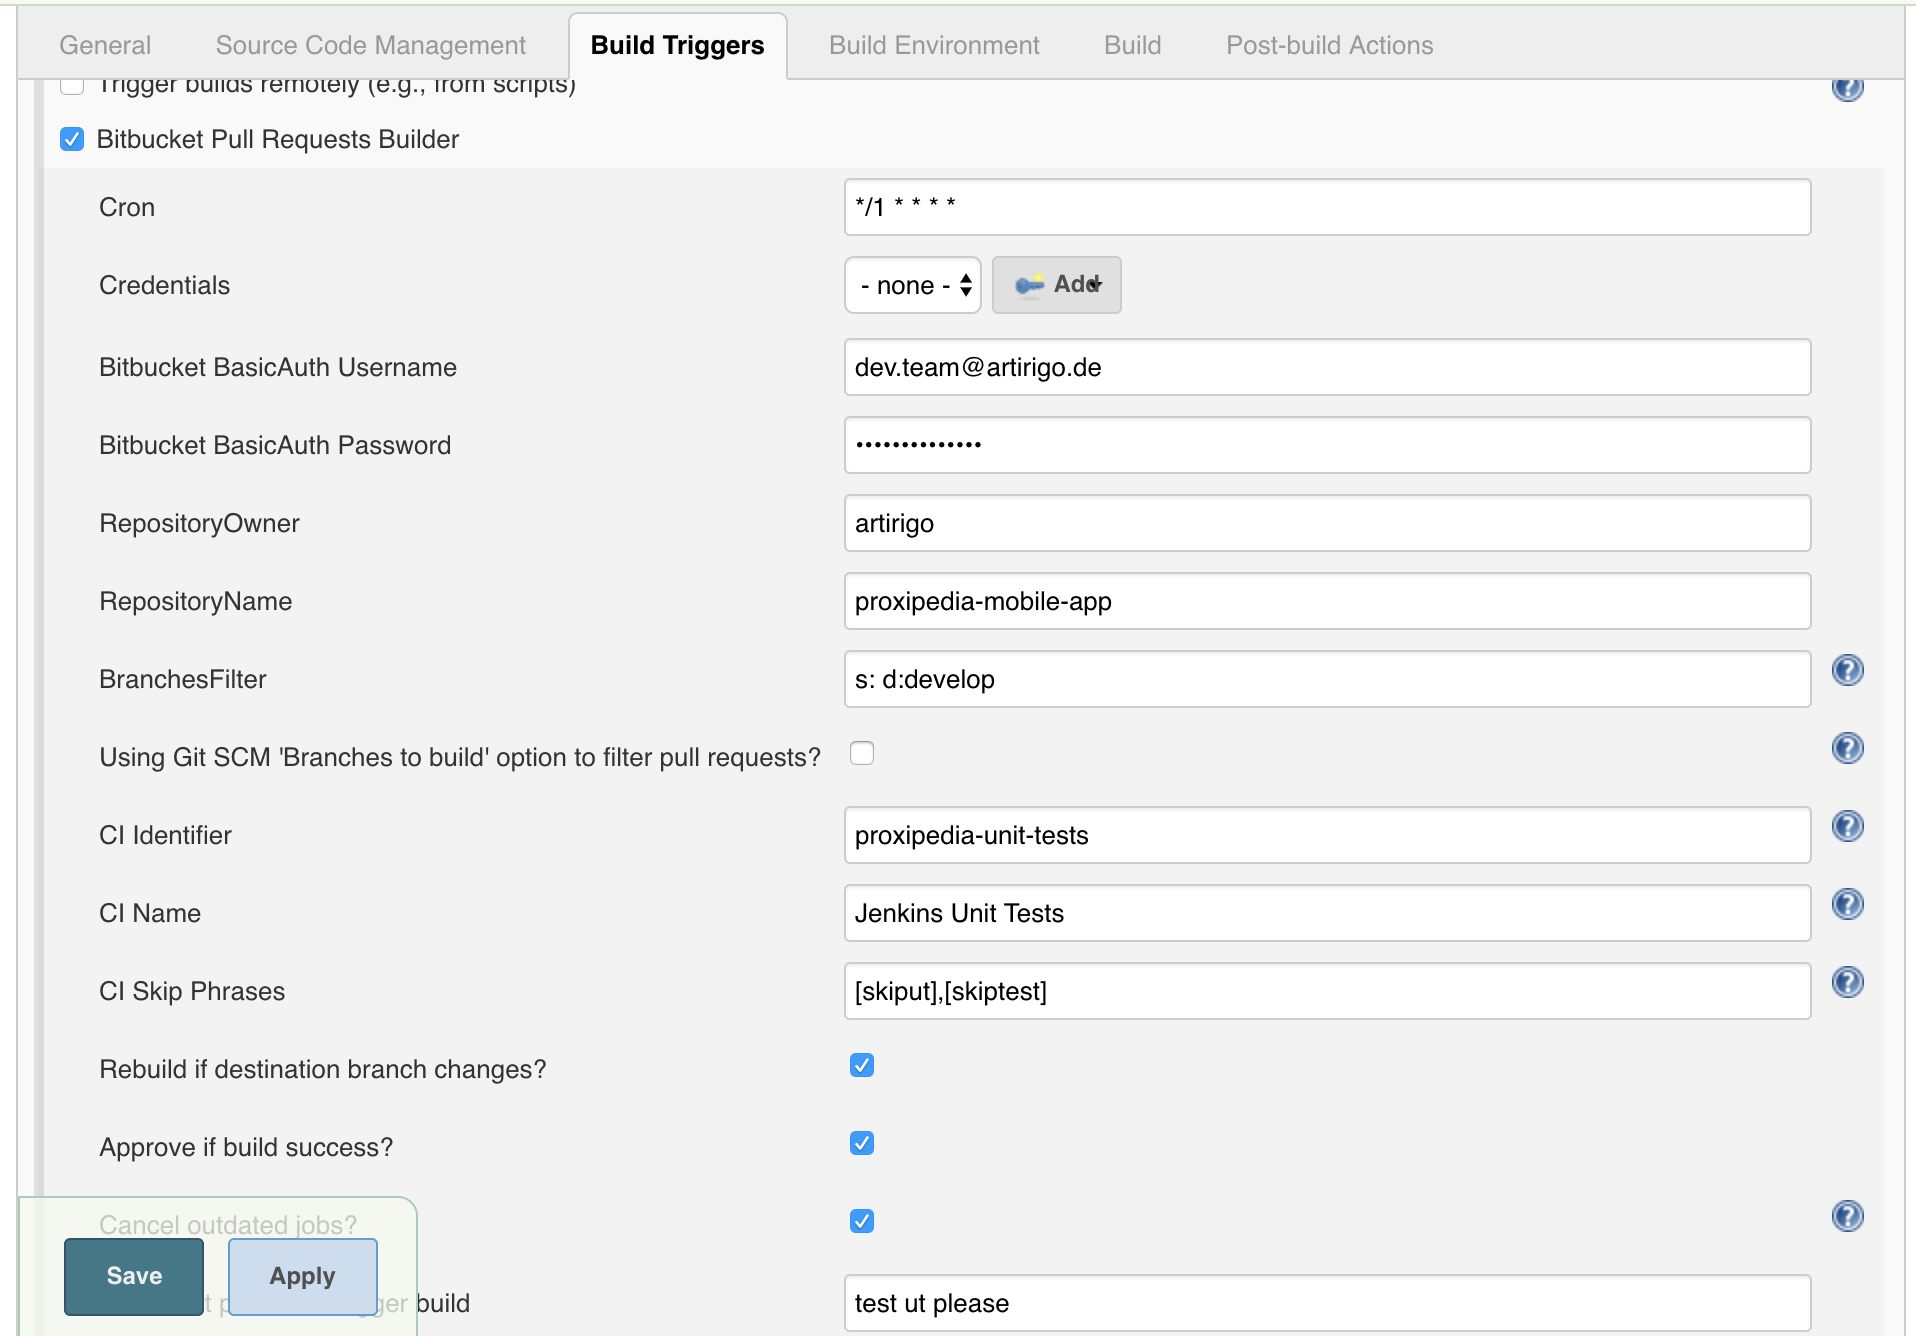 General Source Code Management Build Triggers Build Environment Build Post-build Actions
Trigger builds remotely (e.g., from scripts)
Bitbucket Pull Requests Builder
Cron */1 * * * *
Credentials - none - Add
Bitbucket BasicAuth Username dev.team@artirigo.de
Bitbucket BasicAuth Password ••••••••••••••
RepositoryOwner artirigo
RepositoryName proxipedia-mobile-app
BranchesFilter s: d:develop
Using Git SCM 'Branches to build' option to filter pull requests?
CI Identifier proxipedia-unit-tests
CI Name Jenkins Unit Tests
CI Skip Phrases [skiput],[skiptest]
Rebuild if destination branch changes?
Approve if build success?
Cancel outdated jobs?
Save Apply
build test ut please